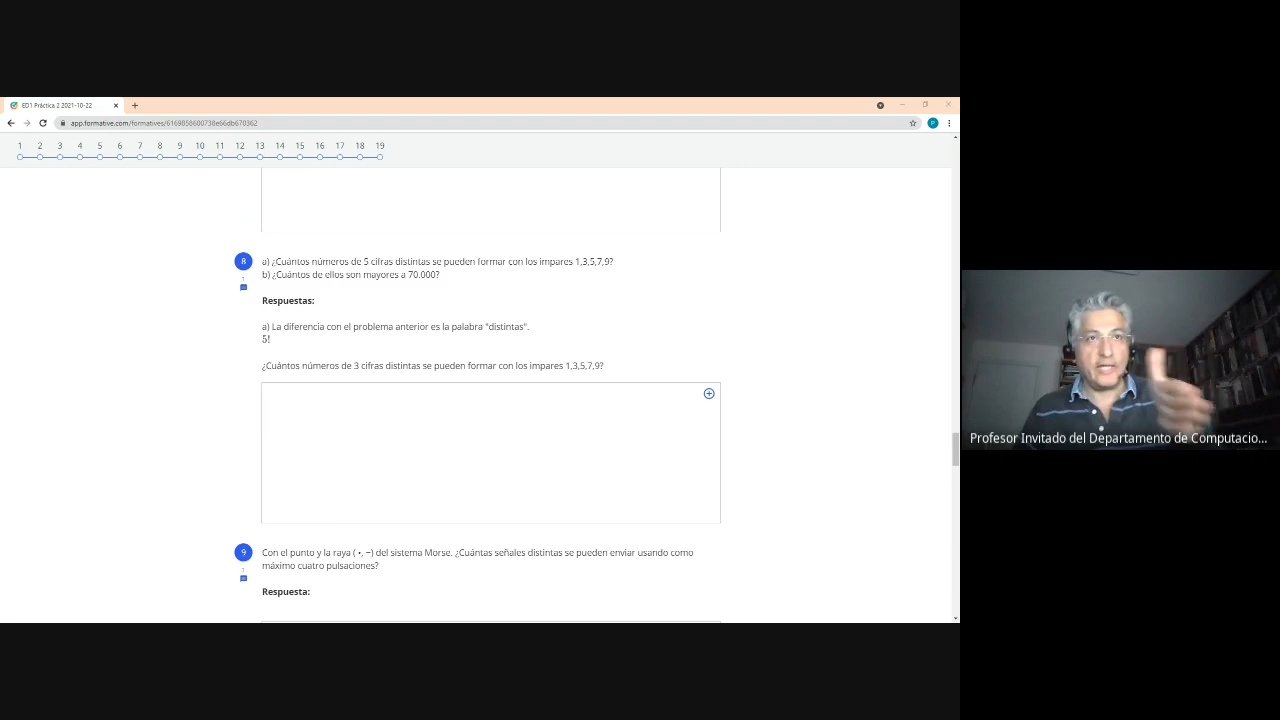 ED1 Práctica 2 2021-10-22
app.formative.com/formatives/6169858600738e66db670362
P
1 2 3 4 5 6 7 8 9 10 11 12 13 14 15 16 17 18 19
8
a) ¿Cuántos números de 5 cifras distintas se pueden formar con los impares 1,3,5,7,9?
1
b) ¿Cuántos de ellos son mayores a 70.000?
Respuestas:
a) La diferencia con el problema anterior es la palabra "distintas".
5!
¿Cuántos números de 3 cifras distintas se pueden formar con los impares 1,3,5,7,9?
9
Con el punto y la raya ( •, −) del sistema Morse. ¿Cuántas señales distintas se pueden enviar usando como
1
máximo cuatro pulsaciones?
Respuesta:
Profesor Invitado del Departamento de Computacio...